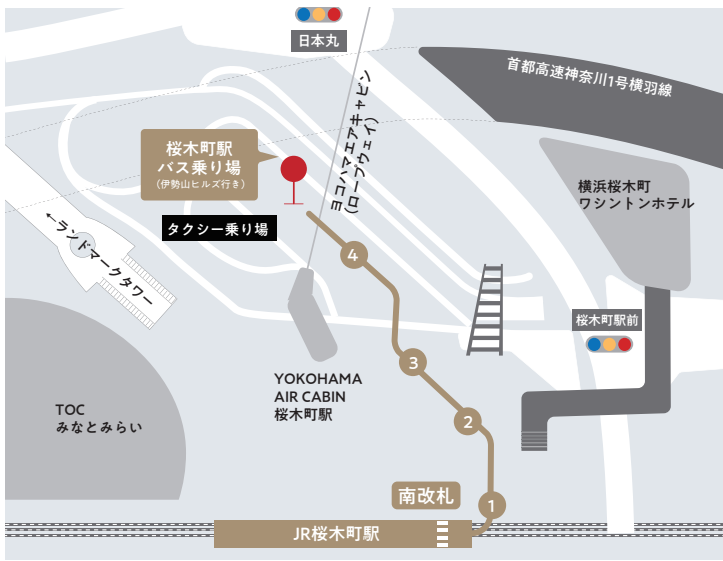 日本丸
首都高速神奈川1号横羽線
ヨコハマエアキャビン
(ロープウェイ)
桜木町駅
バス乗り場
(伊勢山ヒルズ行き)
横浜桜木町
ワシントンホテル
タクシー乗り場
←ランドマークタワー
4
桜木町駅前
3
YOKOHAMA
AIR CABIN
桜木町駅
TOC
みなとみらい
2
南改札
1
JR桜木町駅